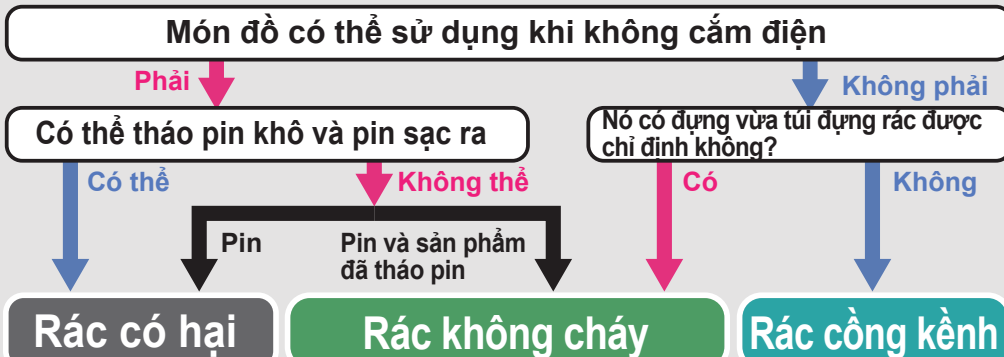 Món đồ có thể sử dụng khi không cắm điện
Phải
Không phải
Có thể tháo pin khô và pin sạc ra
Nó có đựng vừa túi đựng rác được
chỉ định không?
Có thể
Không thể
Có
Không
Pin
Pin và sản phẩm
đã tháo pin
Rác có hại
Rác không cháy
Rác cồng kềnh